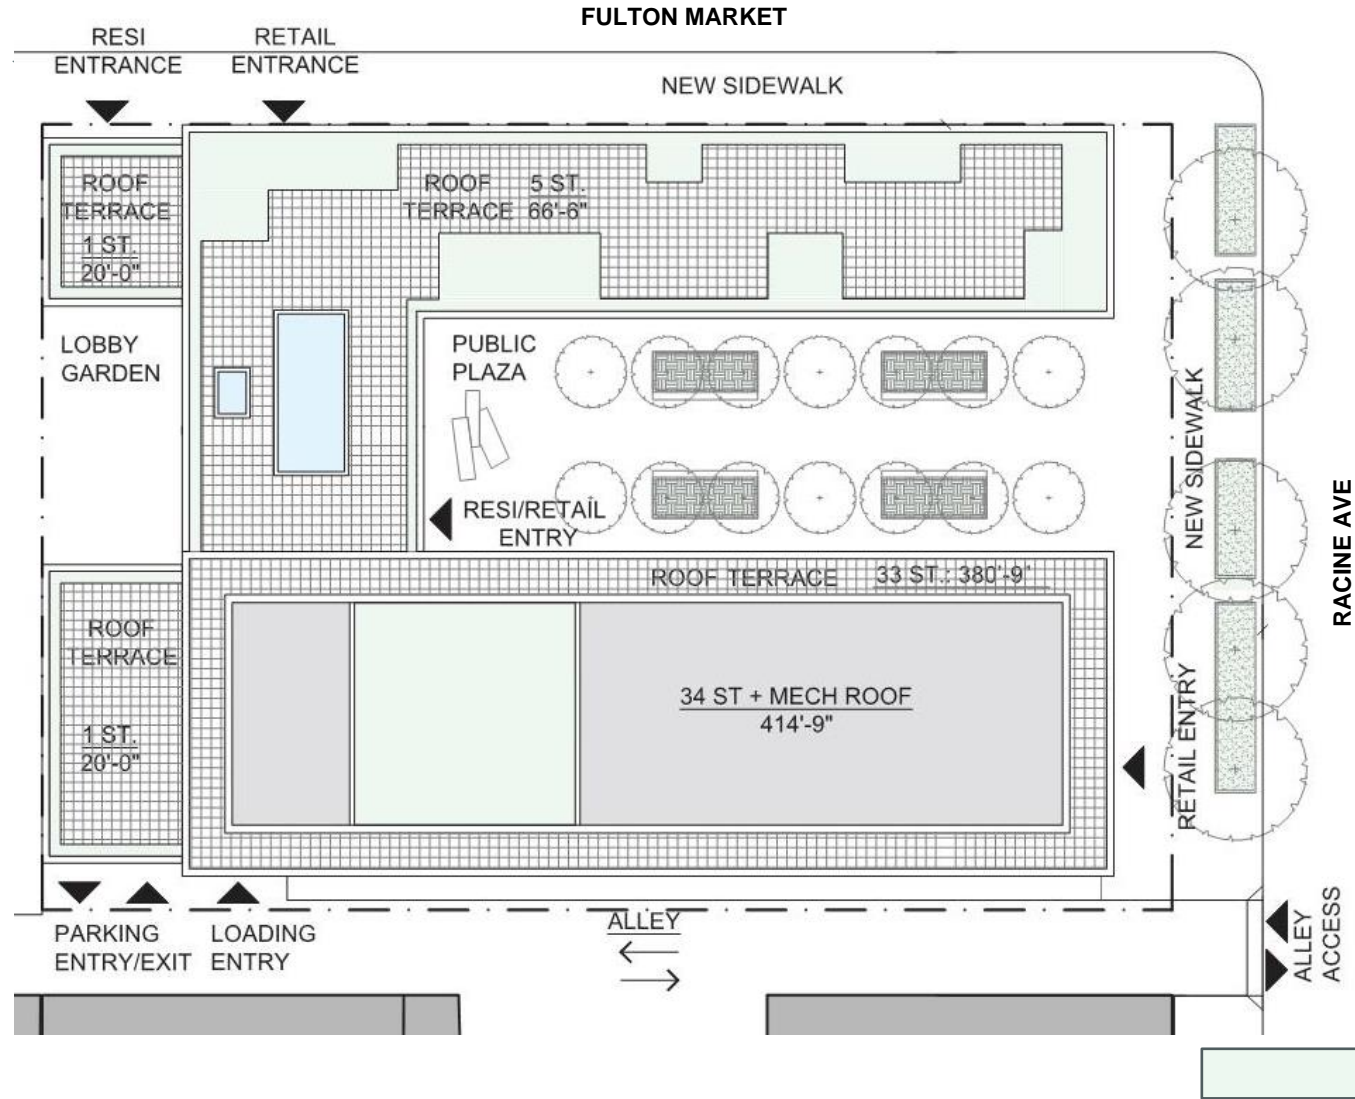 FULTON MARKET
RESI
ENTRANCE
RETAIL
ENTRANCE
NEW SIDEWALK
ROOF
TERRACE
1 ST.
20'-0"
ROOF
TERRACE
5 ST.
66'-6"
LOBBY
GARDEN
PUBLIC
PLAZA
NEW SIDEWALK
RESI/RETAIL
ENTRY
RACINE AVE
ROOF TERRACE
33 ST.: 380'-9"
ROOF
TERRACE
1 ST.
20'-0"
34 ST + MECH ROOF
414'-9"
RETAIL ENTRY
PARKING
ENTRY/EXIT
LOADING
ENTRY
ALLEY
ALLEY
ACCESS